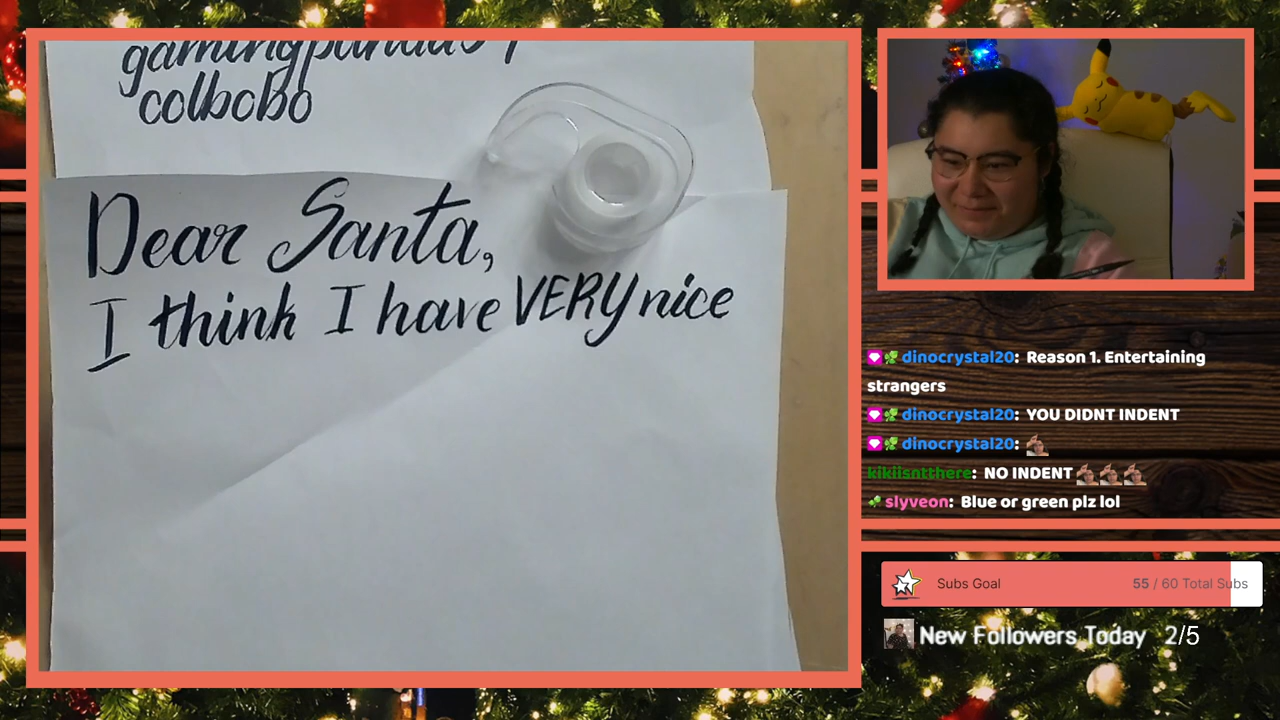 colbobo
Dear Santa,
I think I have VERY nice
dinocrystal20: Reason 1. Entertaining
strangers
dinocrystal20: YOU DIDNT INDENT
dinocrystal20:
kikiisntthere: NO INDENT
slyveon: Blue or green plz lol
Subs Goal 55 / 60 Total Subs
New Followers Today 2/5